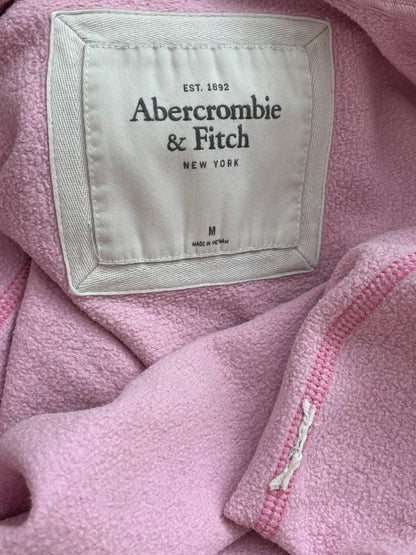 EST. 1892
Abercrombie
& Fitch
NEW YORK
M
MADE IN VIETNAM